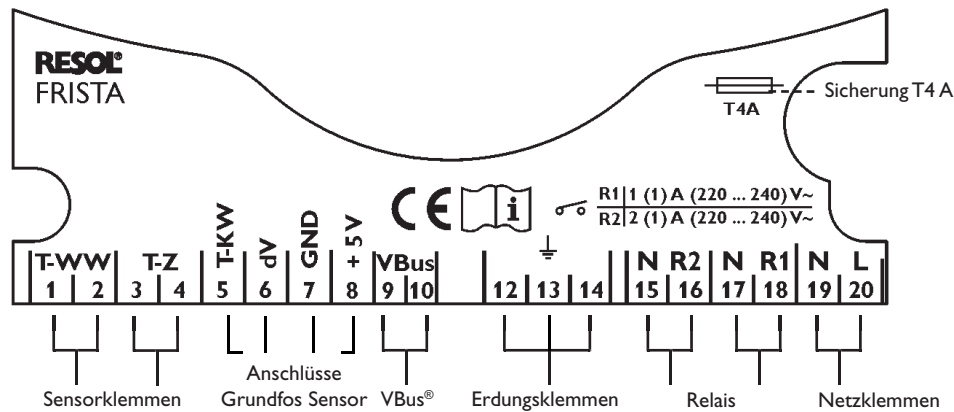 RESOL®
FRISTA
T4A
Sicherung T4 A
CE
i
R1 1 (1) A (220 ... 240) V~
R2 2 (1) A (220 ... 240) V~
T-WW T-Z T-KW dV GND + 5 V VBus N R2 N R1 N L
1 2 3 4 5 6 7 8 9 10 12 13 14 15 16 17 18 19 20
Anschlüsse
Sensorklemmen Grundfos Sensor VBus® Erdungsklemmen Relais Netzklemmen